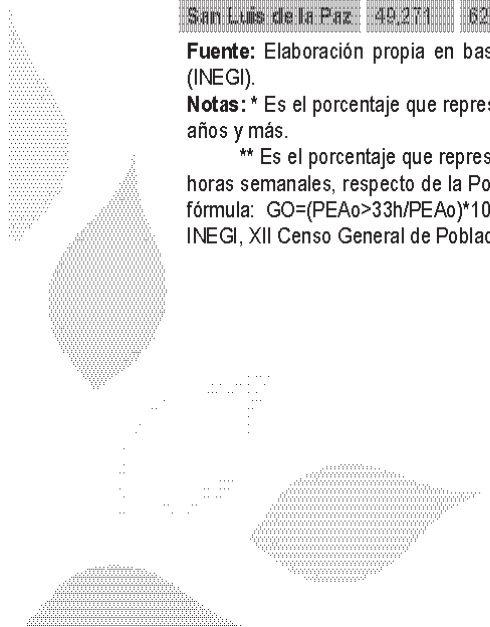 San Luis de la Paz 49,271 62
Fuente: Elaboración propia en bas
(INEGI).
Notas: * Es el porcentaje que repres
años y más.
** Es el porcentaje que repres
horas semanales, respecto de la Po
fórmula: GO=(PEAo>33h/PEAo)*10
INEGI, XII Censo General de Poblac